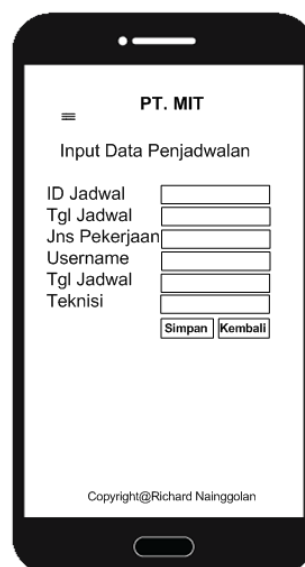 PT. MIT
Input Data Penjadwalan
ID Jadwal
Tgl Jadwal
Jns Pekerjaan
Username
Tgl Jadwal
Teknisi
Simpan Kembali
Copyright@Richard Nainggolan